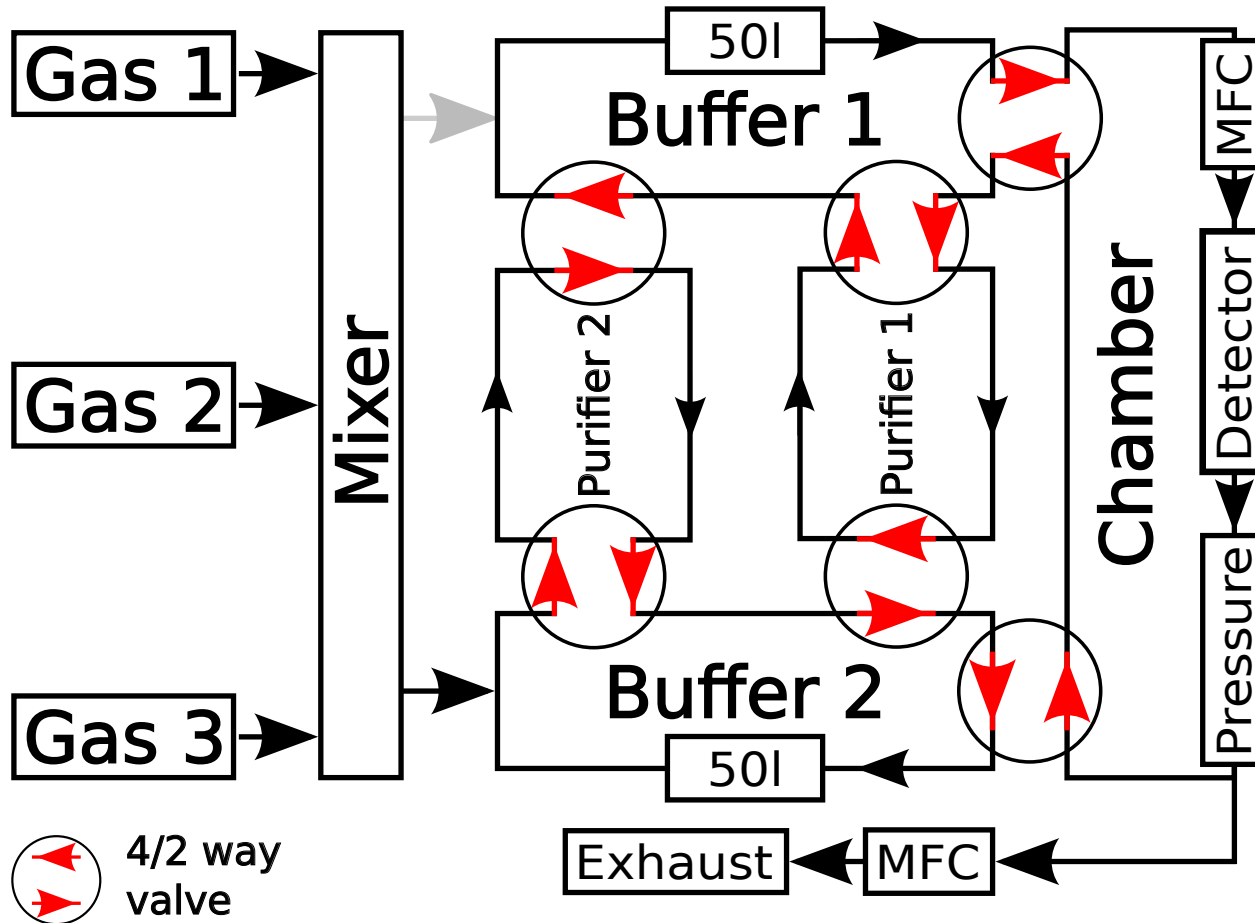 Gas 1
Gas 2
Gas 3
Mixer
50l
Buffer 1
Purifier 2
Purifier 1
Buffer 2
50l
Chamber
MFC
Detector
Pressure
MFC
Exhaust
4/2 way
valve